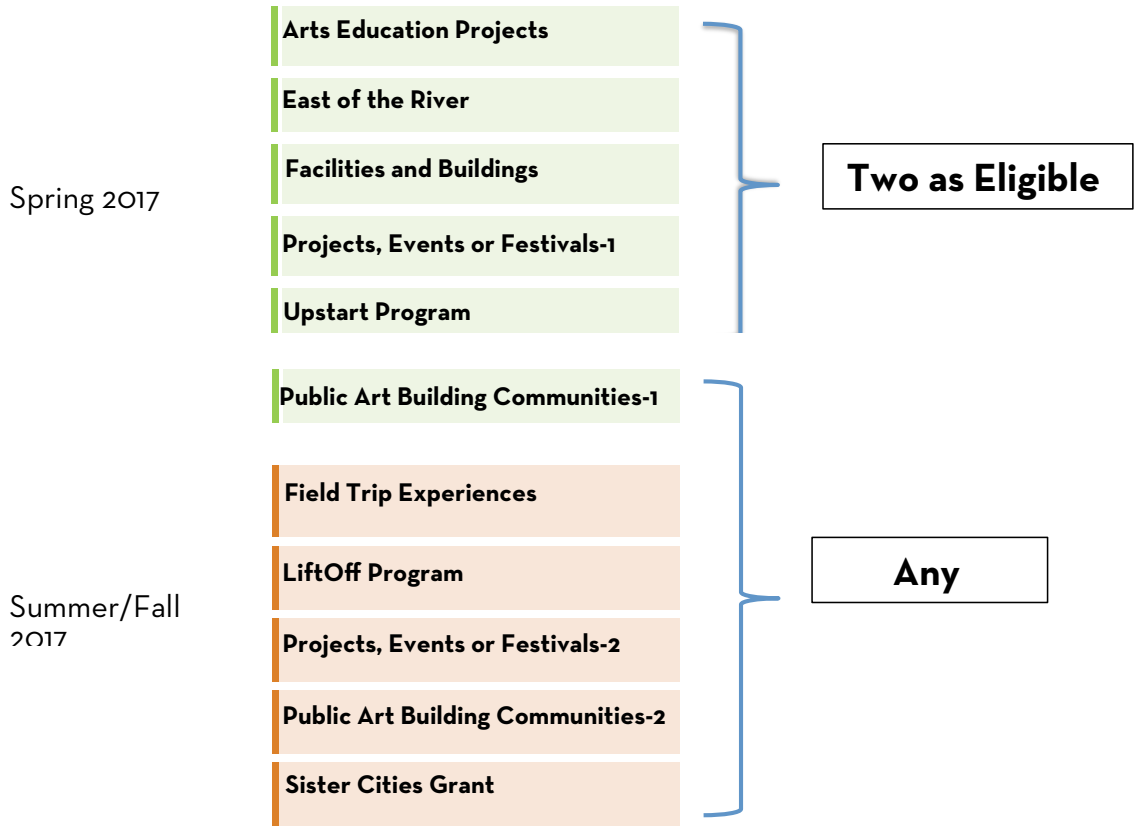 Arts Education Projects
East of the River
Facilities and Buildings
Spring 2017
Two as Eligible
Projects, Events or Festivals-1
Upstart Program
Public Art Building Communities-1
Field Trip Experiences
LiftOff Program
Any
Summer/Fall
2017
Projects, Events or Festivals-2
Public Art Building Communities-2
Sister Cities Grant